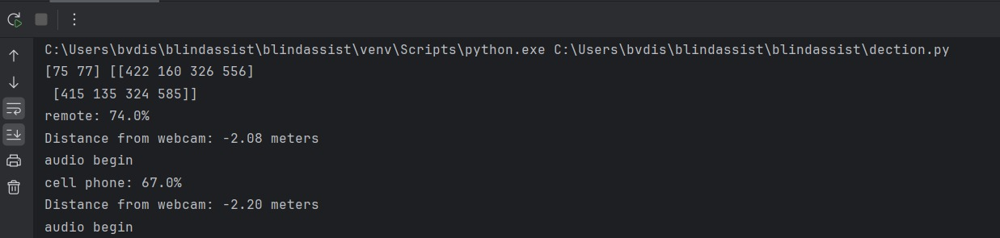 C:\Users\bvdis\blindassist\blindassist\venv\Scripts\python.exe C:\Users\bvdis\blindassist\blindassist\dection.py
[75 77] [[422 160 326 556]
 [415 135 324 585]]
remote: 74.0%
Distance from webcam: -2.08 meters
audio begin
cell phone: 67.0%
Distance from webcam: -2.20 meters
audio begin